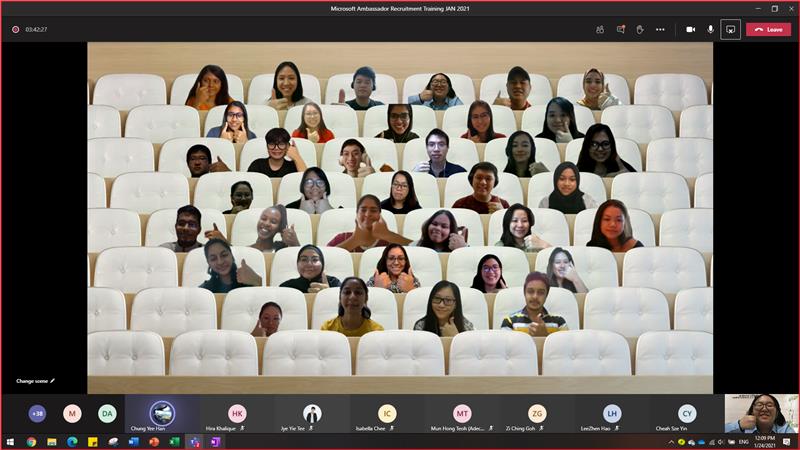 Microsoft Ambassador Recruitment Training JAN 2021
03:42:27
Leave
Change scene
+38
M
DA
Chung Yee Han
HK
Hira Khalique
Jye Yie Tee
IC
Isabella Chee
MT
Mun Hong Teoh (Adec...
ZG
Zi Ching Goh
LH
LeeZhen Hao
CY
Cheah Sze Yin
12:09 PM
1/24/2021